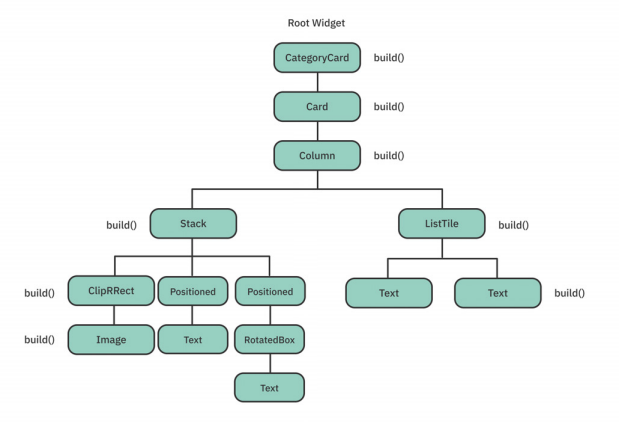 Root Widget
CategoryCard build()
Card build()
Column build()
build() Stack ListTile build()
build() ClipRRect Positioned Positioned Text Text build()
build() Image Text RotatedBox
Text